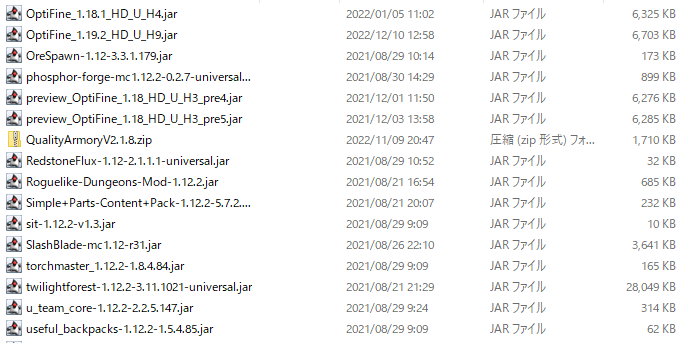 OptiFine_1.18.1_HD_U_H4.jar 2022/01/05 11:02 JAR ファイル 6,325 KB
OptiFine_1.19.2_HD_U_H9.jar 2022/12/10 12:58 JAR ファイル 6,703 KB
OreSpawn-1.12-3.3.1.179.jar 2021/08/29 10:14 JAR ファイル 173 KB
phosphor-forge-mc1.12.2-0.2.7-universal... 2021/08/30 14:29 JAR ファイル 899 KB
preview_OptiFine_1.18_HD_U_H3_pre4.jar 2021/12/01 11:50 JAR ファイル 6,276 KB
preview_OptiFine_1.18_HD_U_H3_pre5.jar 2021/12/03 13:58 JAR ファイル 6,285 KB
QualityArmoryV2.1.8.zip 2022/11/09 20:47 圧縮 (zip 形式) フォ... 1,710 KB
RedstoneFlux-1.12-2.1.1.1-universal.jar 2021/08/29 10:52 JAR ファイル 32 KB
Roguelike-Dungeons-Mod-1.12.2.jar 2021/08/21 16:54 JAR ファイル 685 KB
Simple+Parts-Content+Pack-1.12.2-5.7.2.... 2021/08/21 20:07 JAR ファイル 232 KB
sit-1.12.2-v1.3.jar 2021/08/29 9:09 JAR ファイル 10 KB
SlashBlade-mc1.12-r31.jar 2021/08/26 22:10 JAR ファイル 3,641 KB
torchmaster_1.12.2-1.8.4.84.jar 2021/08/29 9:09 JAR ファイル 165 KB
twilightforest-1.12.2-3.11.1021-universal.jar 2021/08/21 21:29 JAR ファイル 28,049 KB
u_team_core-1.12.2-2.2.5.147.jar 2021/08/29 9:24 JAR ファイル 314 KB
useful_backpacks-1.12.2-1.5.4.85.jar 2021/08/29 9:09 JAR ファイル 62 KB